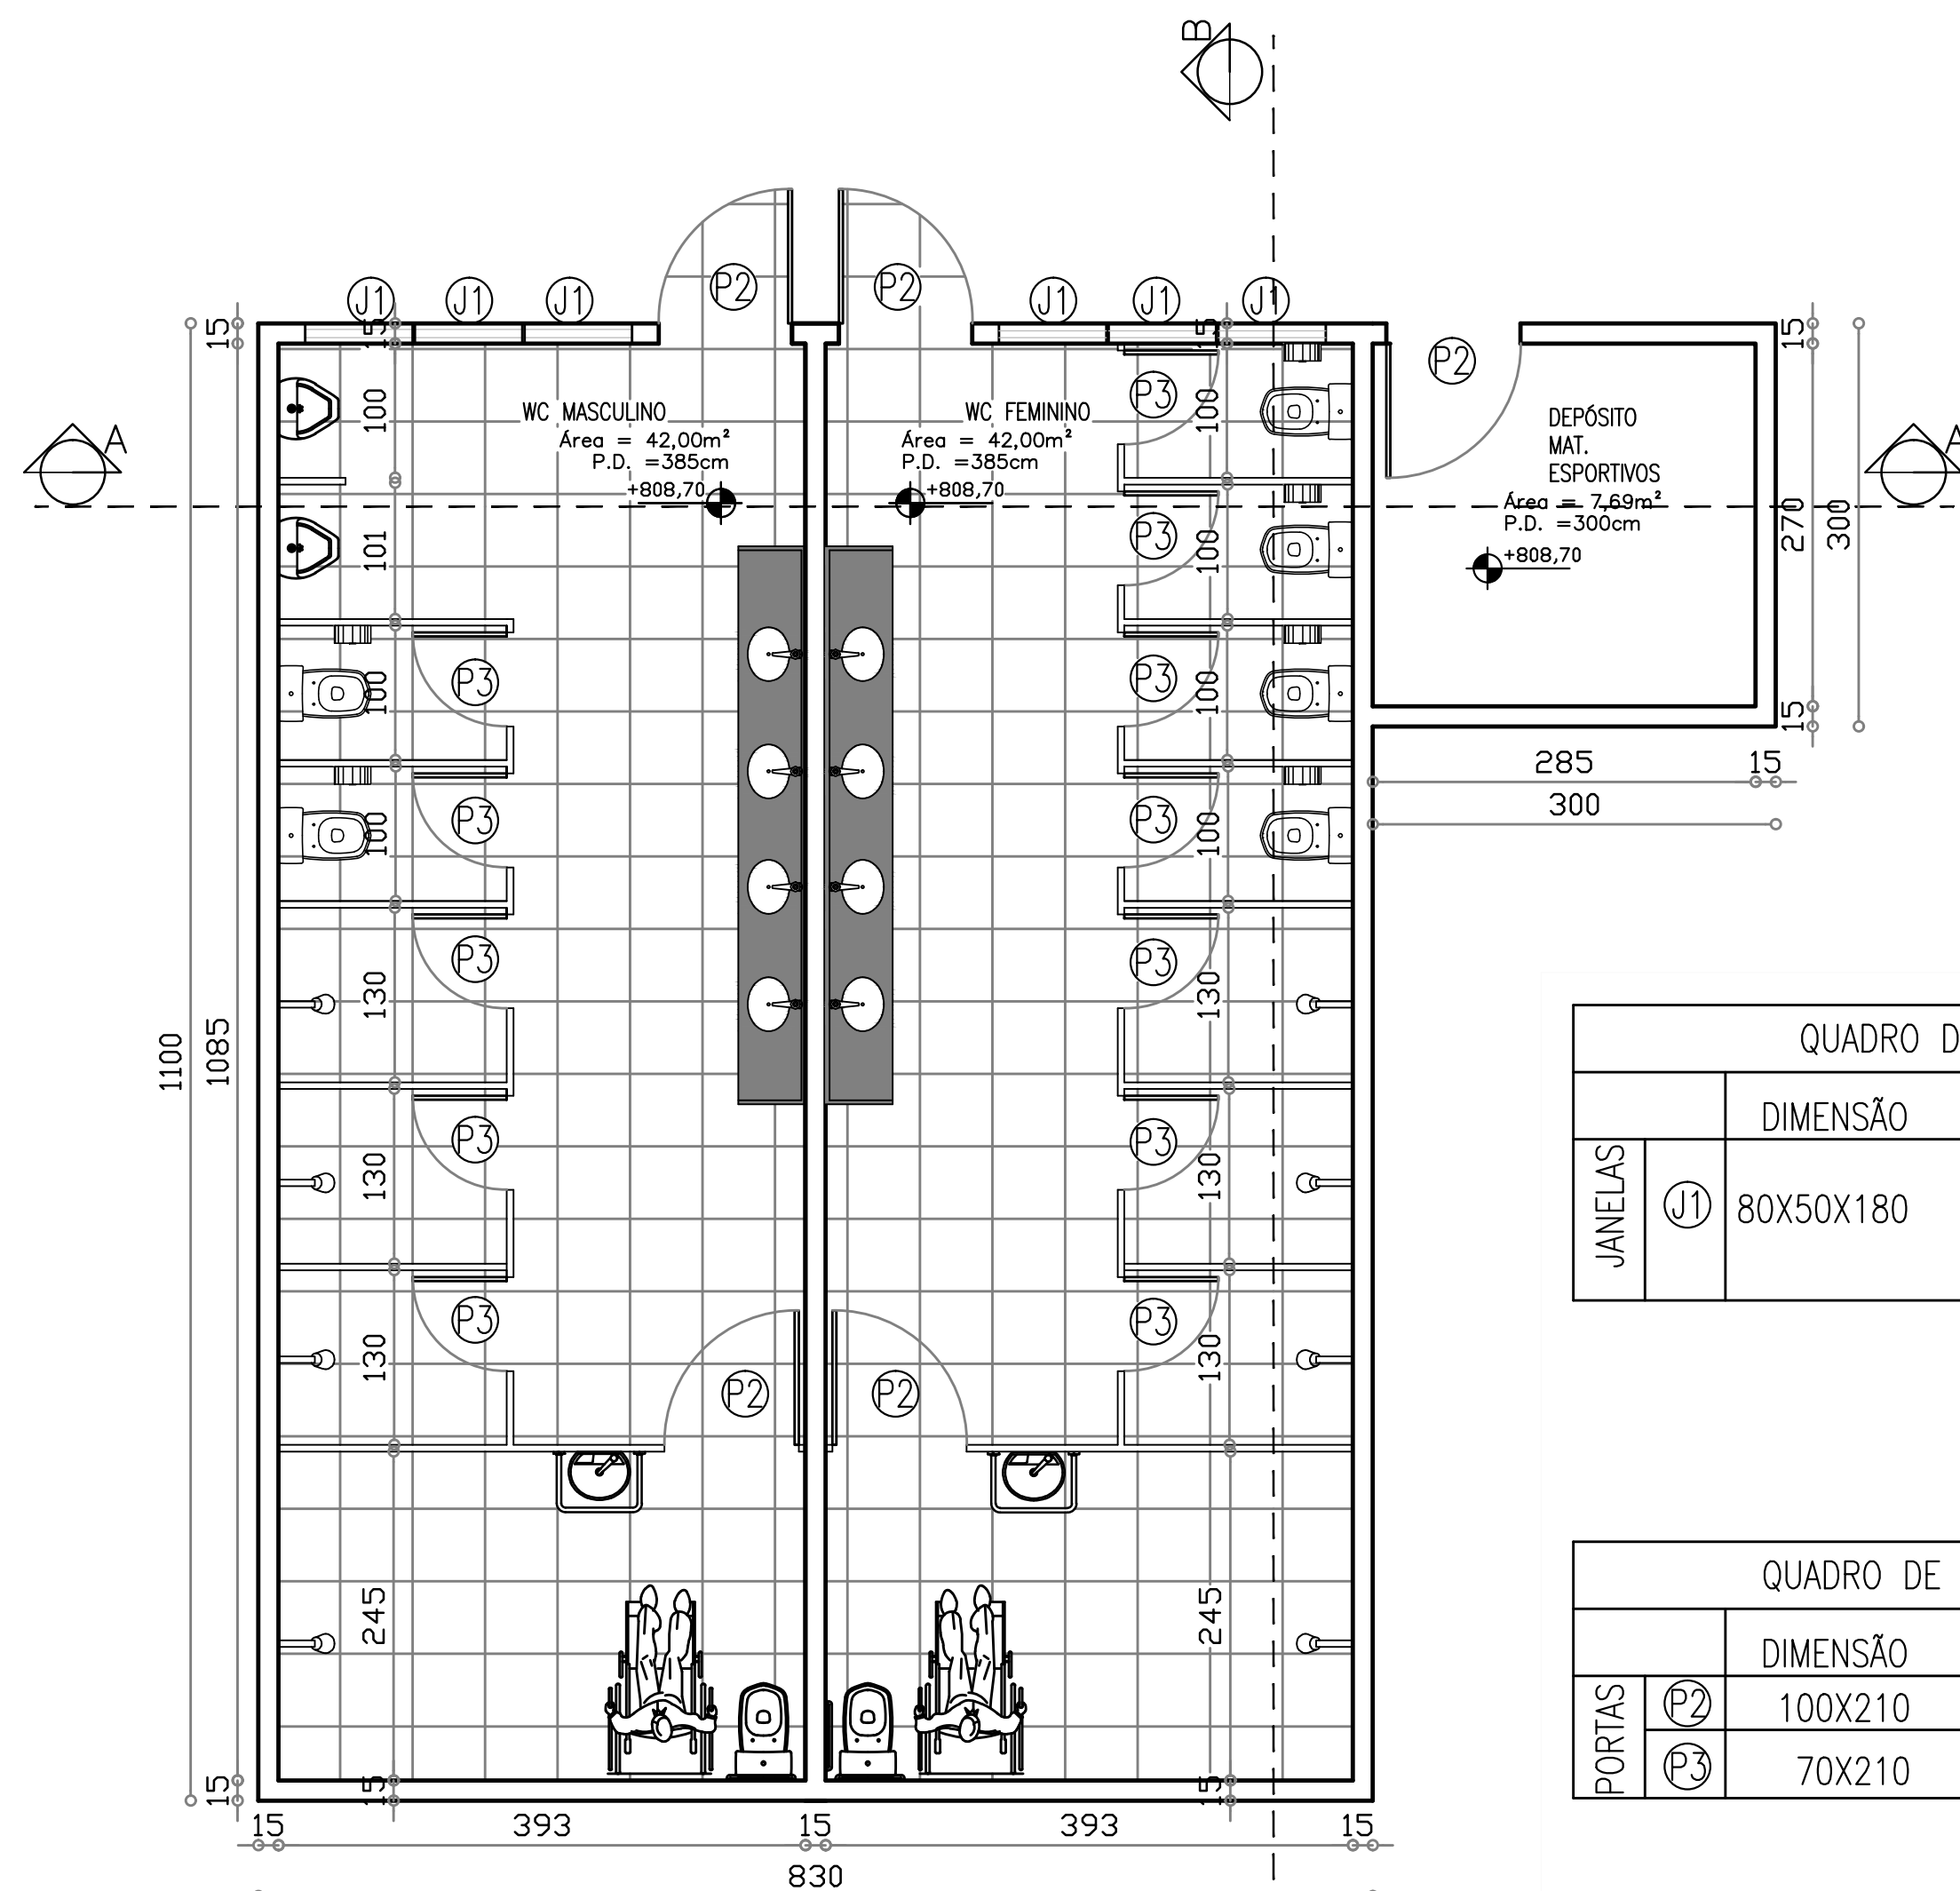 B
J1
J1
J1
P2
P2
J1
J1
J1
P2
15
15
15
15
P3
WC MASCULINO
Área = 42,00m²
P.D. =385cm
+808,70
WC FEMININO
Área = 42,00m²
P.D. =385cm
+808,70
DEPÓSITO
MAT.
ESPORTIVOS
Área = 7,69m²
P.D. =300cm
+808,70
A
A
100
100
101
P3
100
270
300
100
P3
P3
100
15
285
15
300
100
P3
P3
100
130
P3
P3
130
1100
1085
130
P3
P3
130
130
P3
P3
130
P2
P2
245
245
15
15
15
15
393
15
393
15
830
QUADRO D
DIMENSÃO
JANELAS
J1
80X50X180
QUADRO DE
DIMENSÃO
PORTAS
P2
100X210
P3
70X210